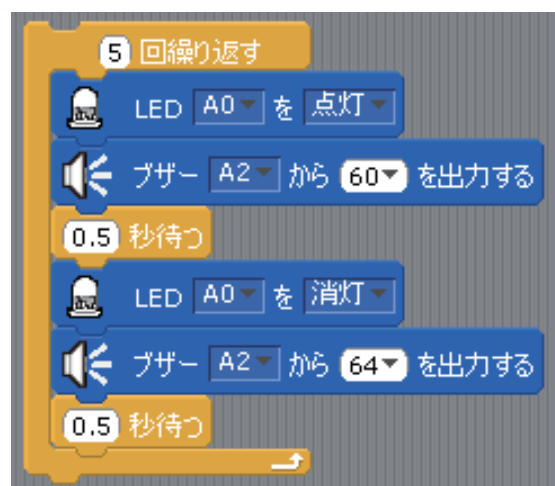 5 回繰り返す
LED A0 を 点灯
ブザー A2 から 60 を出力する
0.5 秒待つ
LED A0 を 消灯
ブザー A2 から 64 を出力する
0.5 秒待つ